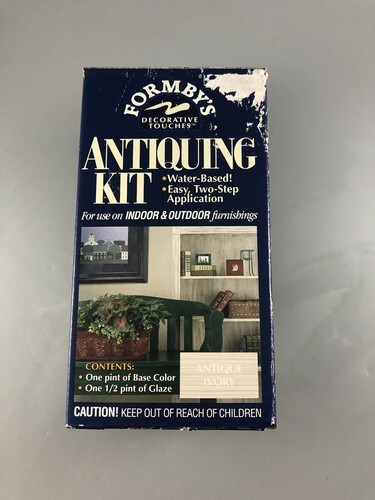 FORMBY'S
DECORATIVE
TOUCHES™
ANTIQUING
KIT
•Water-Based!
•Easy, Two-Step
Application
For use on INDOOR & OUTDOOR furnishings
CONTENTS:
• One pint of Base Color
• One 1/2 pint of Glaze
ANTIQUE
IVORY
CAUTION! KEEP OUT OF REACH OF CHILDREN